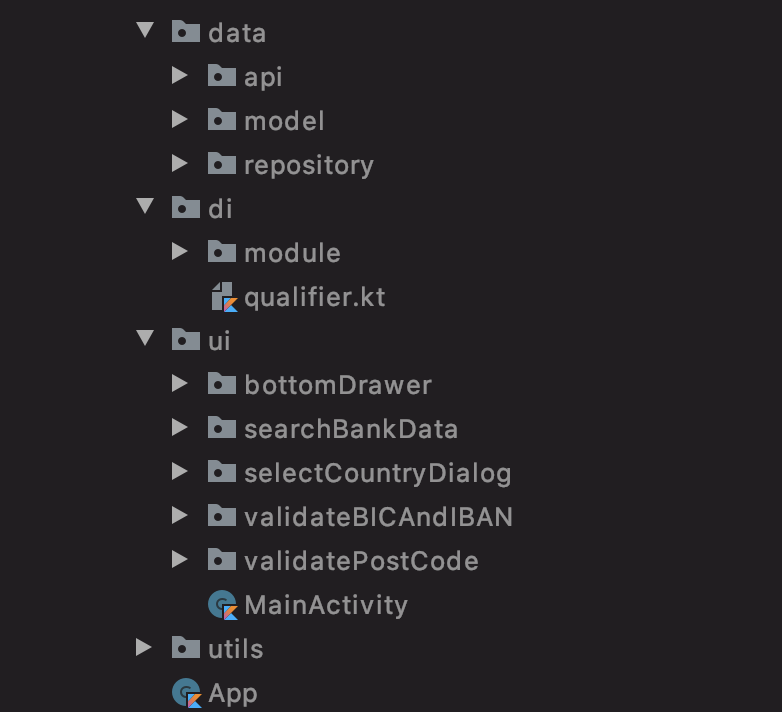 data
api
model
repository
di
module
qualifier.kt
ui
bottomDrawer
searchBankData
selectCountryDialog
validateBICAndIBAN
validatePostCode
MainActivity
utils
App